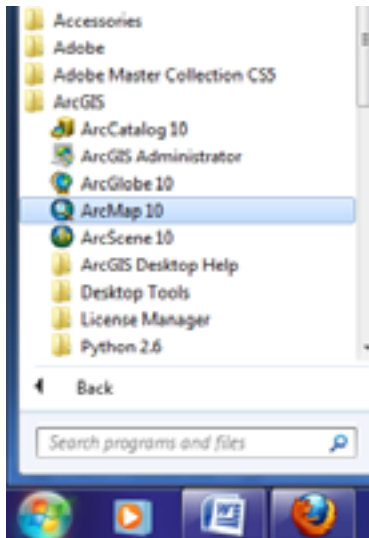 Accessories
Adobe
Adobe Master Collection CS5
ArcGIS
ArcCatalog 10
ArcGIS Administrator
ArcGlobe 10
ArcMap 10
ArcScene 10
ArcGIS Desktop Help
Desktop Tools
License Manager
Python 2.6
Back
Search programs and files